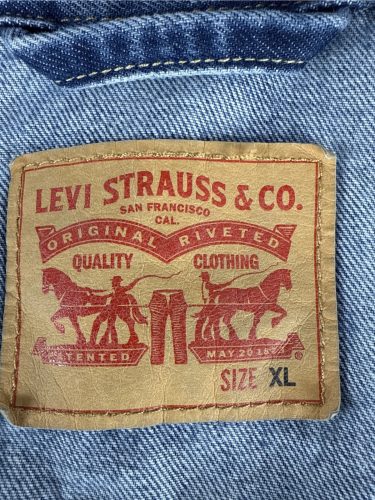 LEVI STRAUSS & CO.
SAN FRANCISCO
CAL.
ORIGINAL RIVETED
QUALITY CLOTHING
PATENTED MAY 20 1873
®
SIZE XL